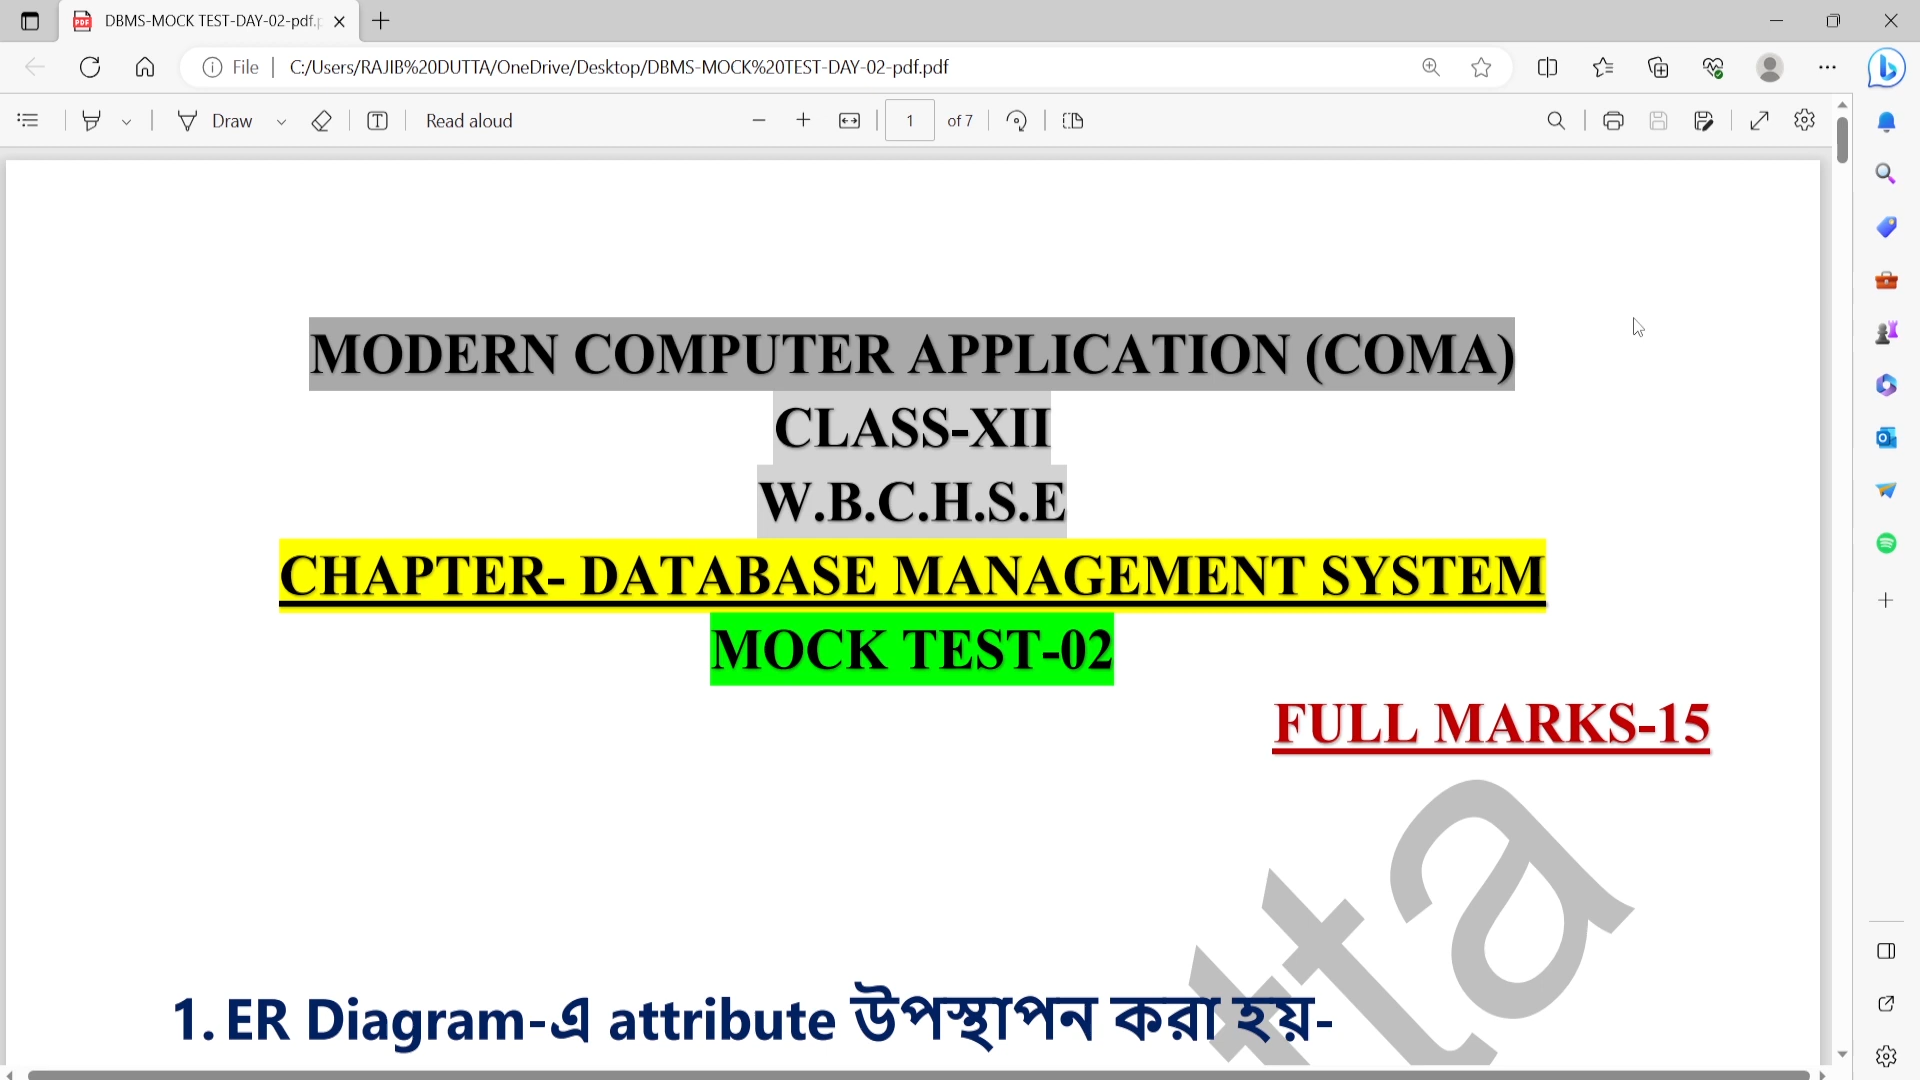 DBMS-MOCK TEST-DAY-02-pdf.p
File
C:/Users/RAJIB%20DUTTA/OneDrive/Desktop/DBMS-MOCK%20TEST-DAY-02-pdf.pdf
Draw
Read aloud
1 of 7
MODERN COMPUTER APPLICATION (COMA)
CLASS-XII
W.B.C.H.S.E
CHAPTER- DATABASE MANAGEMENT SYSTEM
MOCK TEST-02
FULL MARKS-15
1. ER Diagram-এ attribute উপস্থাপন করা হয়-
tta